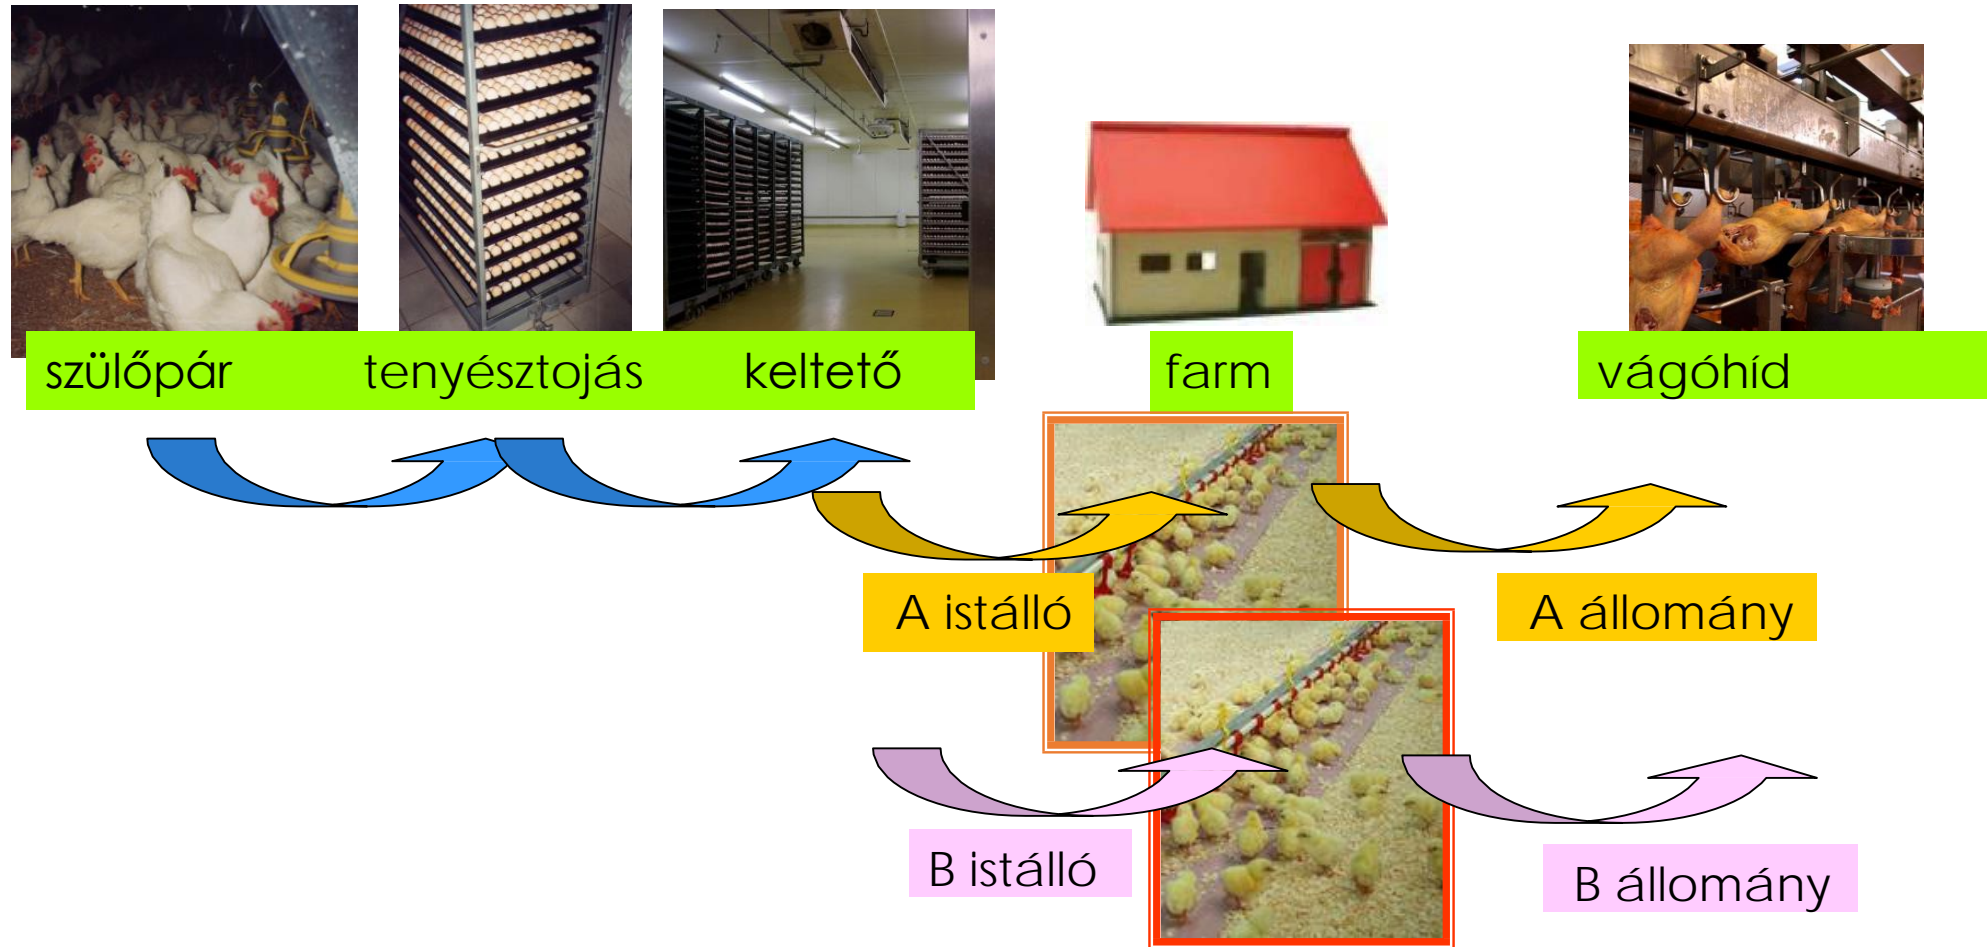 szülőpár tenyésztojás keltető farm vágóhíd
A istálló A állomány
B istálló B állomány